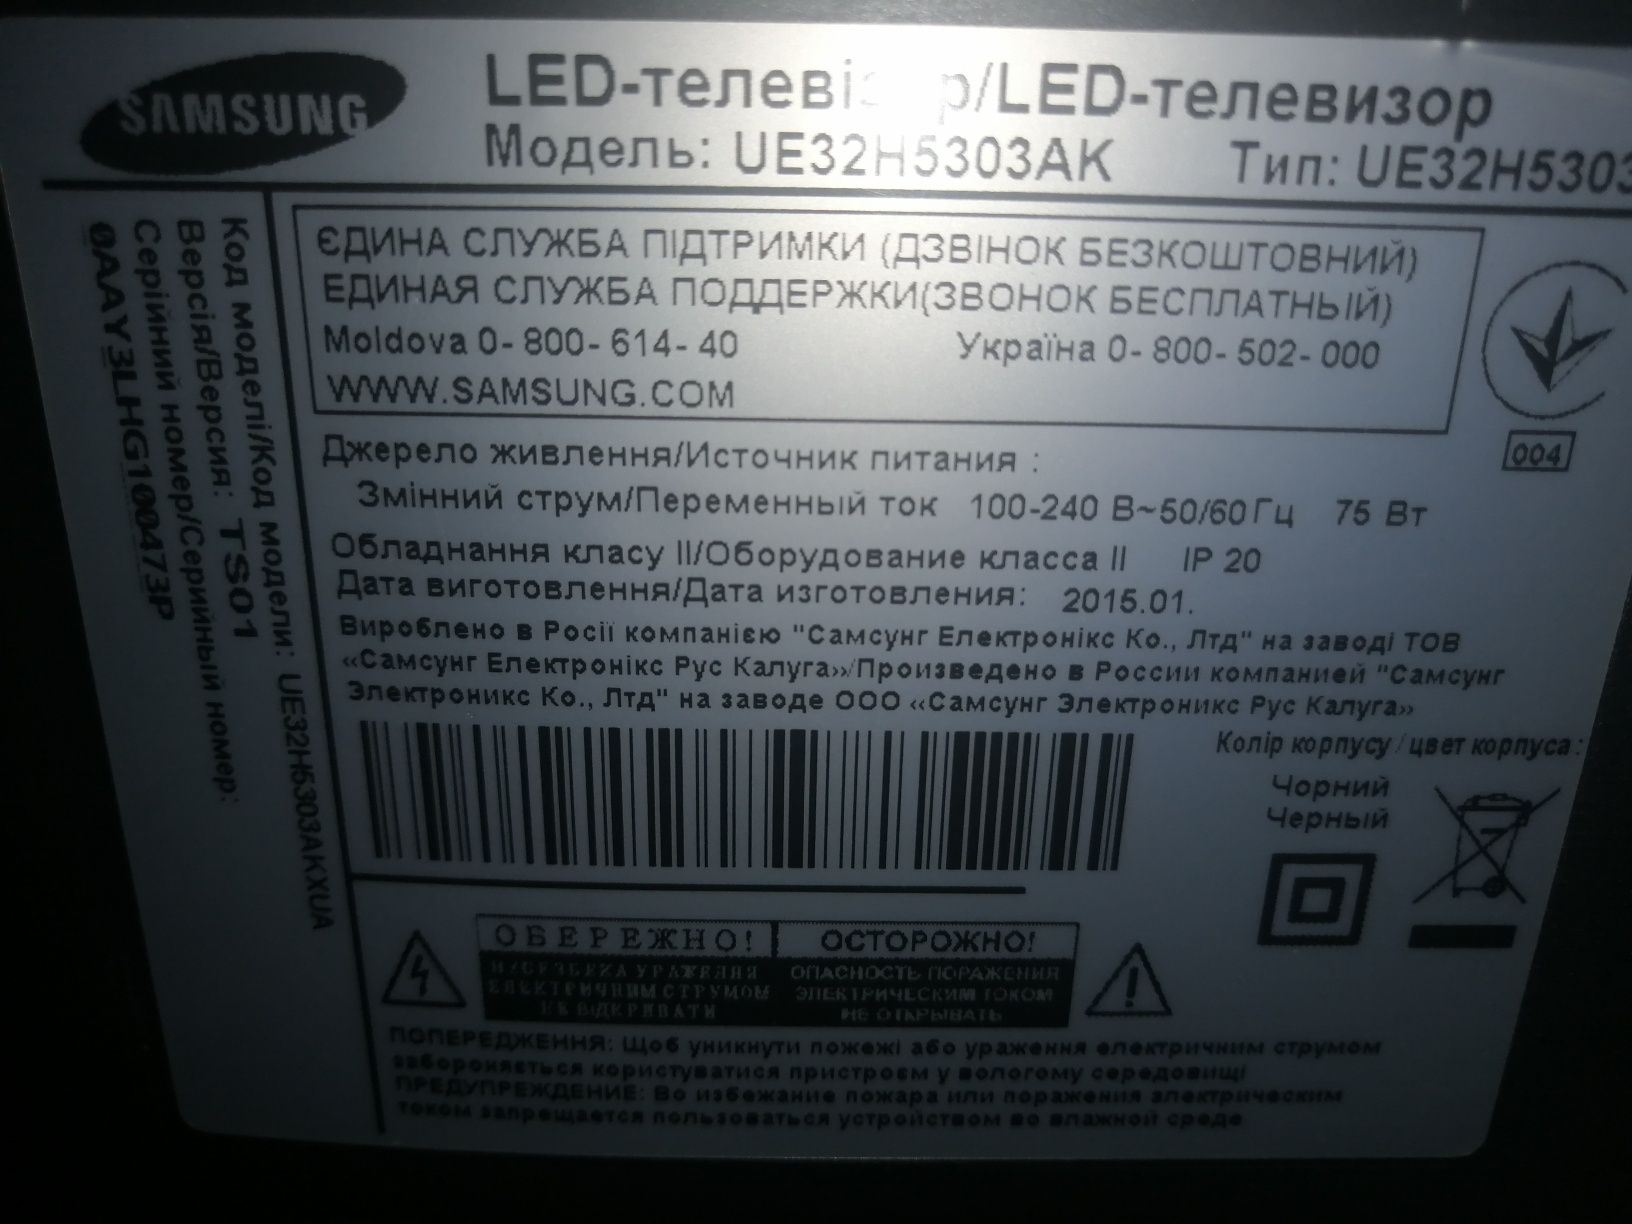 SAMSUNG
LED-телевізор/LED-телевизор
Модель: UE32H5303AK Тип: UE32H5303
Код моделі/Код модели: UE32H5303AKXUA
Версія/Версия: TS01
Серійний номер/Серийный номер:
0AAY3LHG100473P
ЄДИНА СЛУЖБА ПІДТРИМКИ (ДЗВІНОК БЕЗКОШТОВНИЙ)
ЕДИНАЯ СЛУЖБА ПОДДЕРЖКИ(ЗВОНОК БЕСПЛАТНЫЙ)
Moldova 0- 800- 614- 40 Україна 0- 800- 502- 000
WWW.SAMSUNG.COM
004
Джерело живлення/Источник питания :
Змінний струм/Переменный ток 100-240 В~50/60Гц 75 Вт
Обладнання класу II/Оборудование класса II IP 20
Дата виготовлення/Дата изготовления: 2015.01.
Вироблено в Росії компанією "Самсунг Електронікс Ко., Лтд" на заводі ТОВ
«Самсунг Електронікс Рус Калуга»/Произведено в России компанией "Самсунг
Электроникс Ко., Лтд" на заводе ООО «Самсунг Электроникс Рус Калуга»
Колір корпусу / цвет корпуса :
Чорний
Черный
ОБЕРЕЖНО! ОСТОРОЖНО!
НЕБЕЗПЕКА УРАЖЕННЯ ОПАСНОСТЬ ПОРАЖЕНИЯ
ЕЛЕКТРИЧНИМ СТРУМОМ ЭЛЕКТРИЧЕСКИМ ТОКОМ
НЕ ВІДКРИВАТИ НЕ ОТКРЫВАТЬ
ПОПЕРЕДЖЕННЯ: Щоб уникнути пожежі або ураження електричним струмом
забороняється користуватися пристроєм у вологому середовищі
ПРЕДУПРЕЖДЕНИЕ: Во избежание пожара или поражения электрическим
током запрещается пользоваться устройством во влажной среде